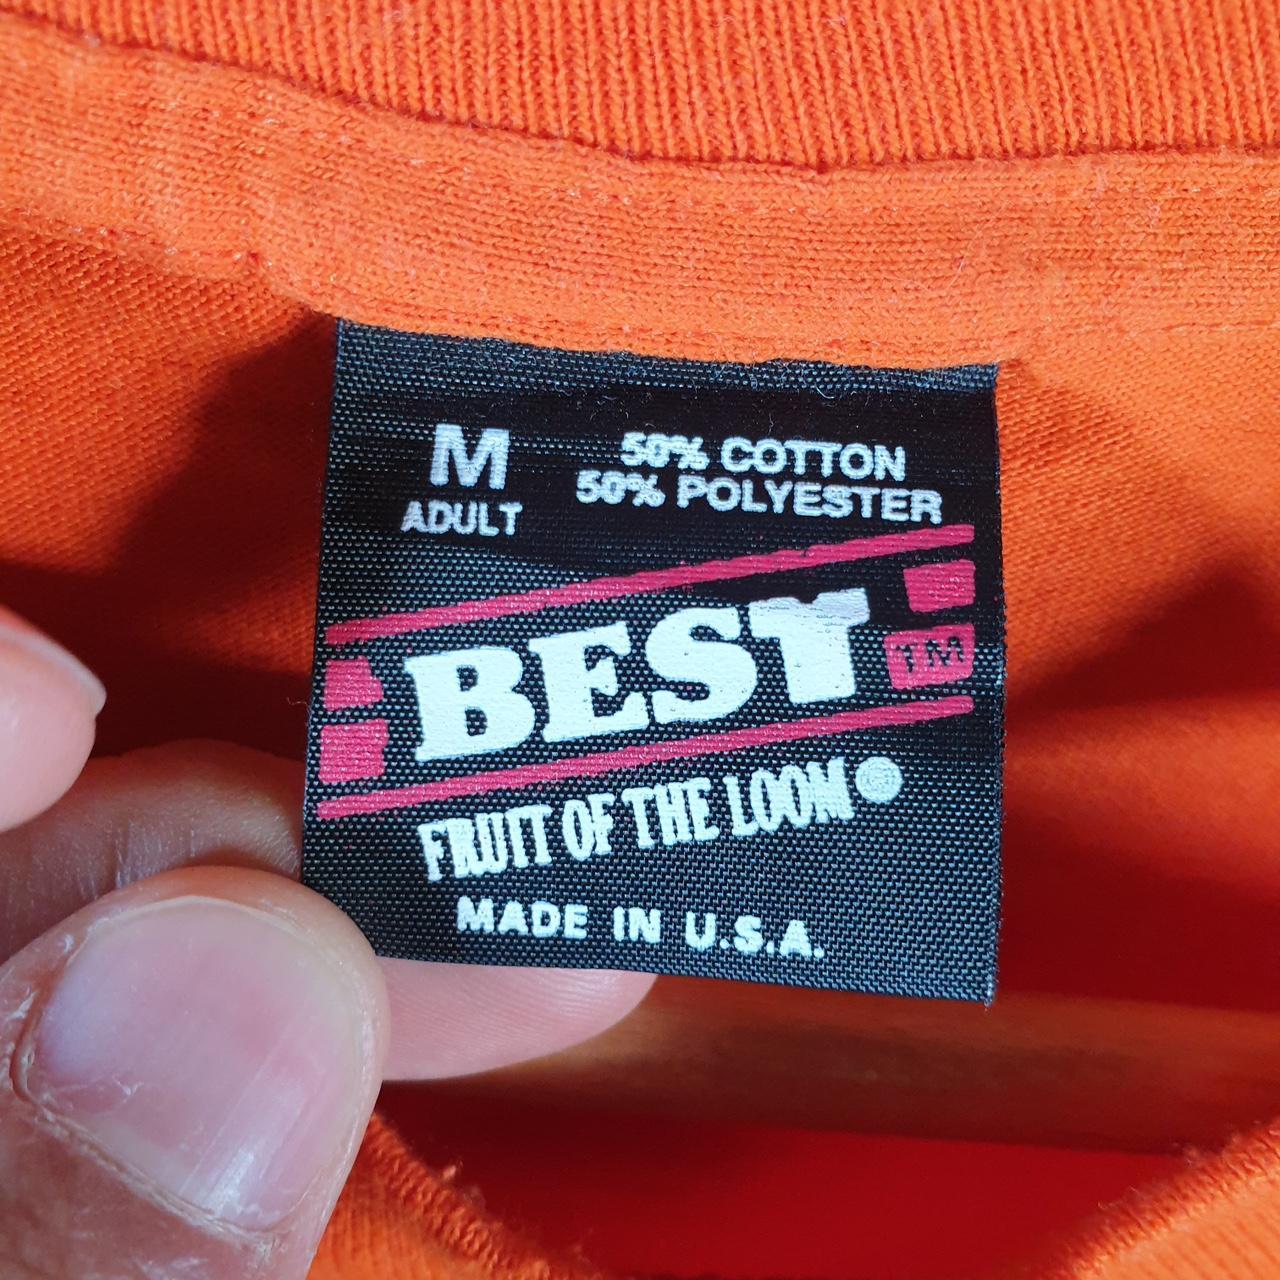 M
ADULT
50% COTTON
50% POLYESTER
BEST
TM
FRUIT OF THE LOOM
MADE IN U.S.A.